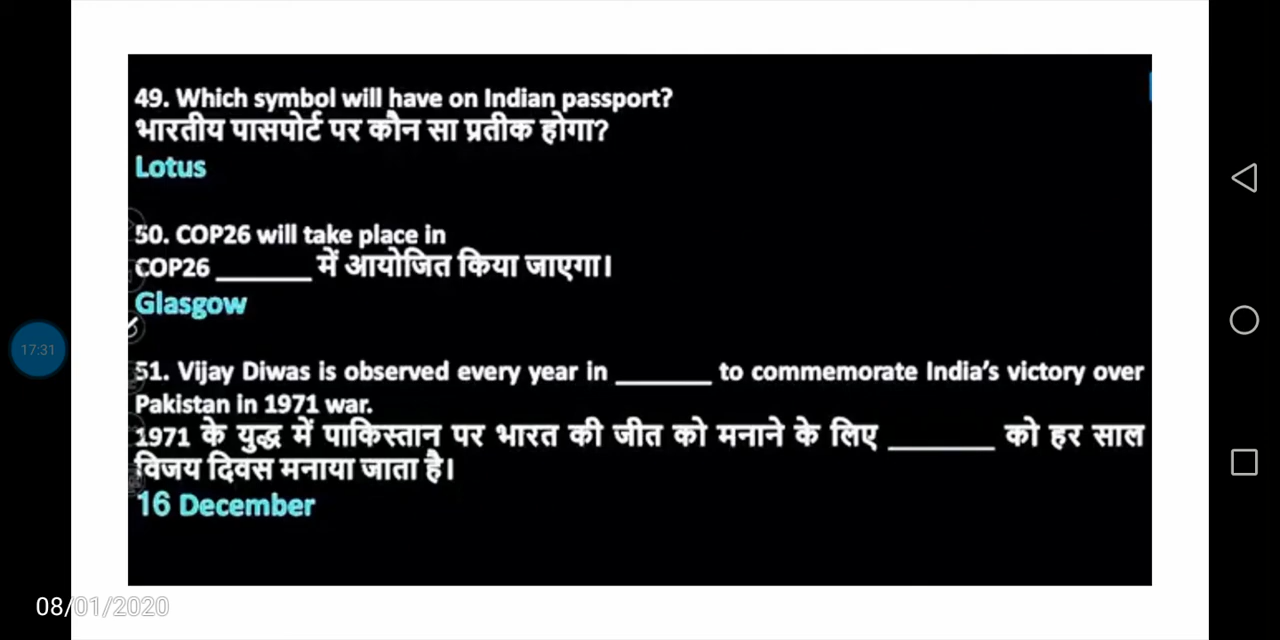 49. Which symbol will have on Indian passport?
भारतीय पासपोर्ट पर कौन सा प्रतीक होगा?
Lotus
50. COP26 will take place in
COP26 _______ में आयोजित किया जाएगा।
Glasgow
17:31
51. Vijay Diwas is observed every year in _______ to commemorate India's victory over
Pakistan in 1971 war.
1971 के युद्ध में पाकिस्तान पर भारत की जीत को मनाने के लिए ________ को हर साल
विजय दिवस मनाया जाता है।
16 December
08/01/2020